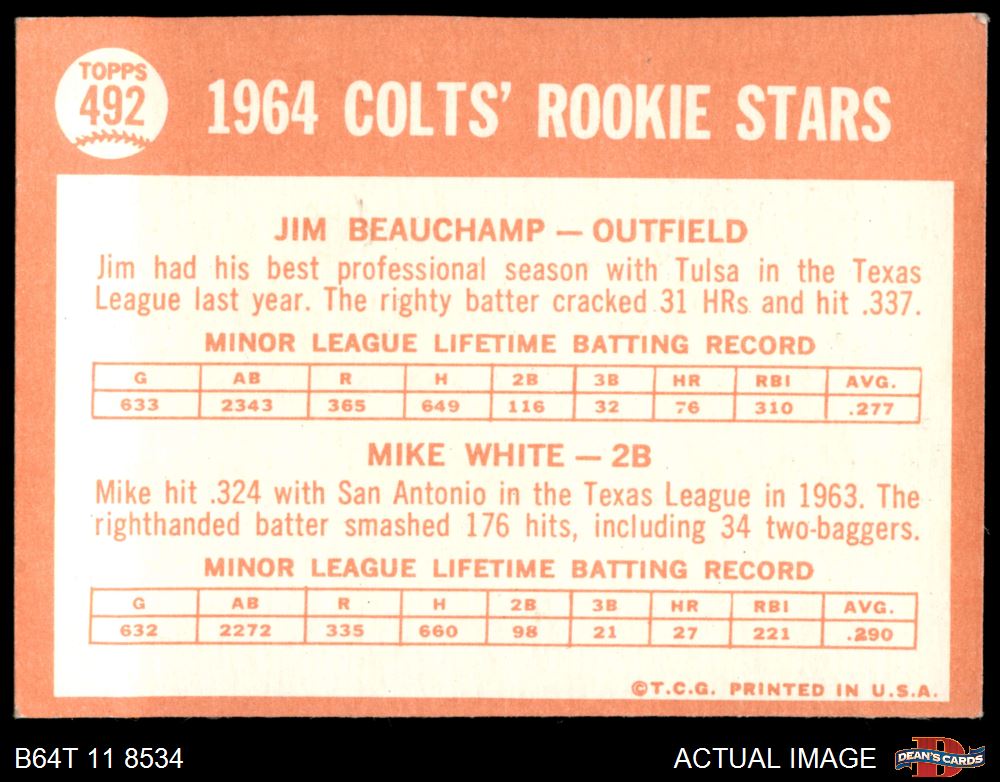 TOPPS
492
1964 COLTS' ROOKIE STARS
JIM BEAUCHAMP — OUTFIELD
Jim had his best professional season with Tulsa in the Texas
League last year. The righty batter cracked 31 HRs and hit .337.
MINOR LEAGUE LIFETIME BATTING RECORD
G AB R H 2B 3B HR RBI AVG.
633 2343 365 649 116 32 76 310 .277
MIKE WHITE — 2B
Mike hit .324 with San Antonio in the Texas League in 1963. The
righthanded batter smashed 176 hits, including 34 two-baggers.
MINOR LEAGUE LIFETIME BATTING RECORD
G AB R H 2B 3B HR RBI AVG.
632 2272 335 660 98 21 27 221 .290
©T.C.G. PRINTED IN U.S.A.
B64T 11 8534
ACTUAL IMAGE
D
DEAN'S CARDS